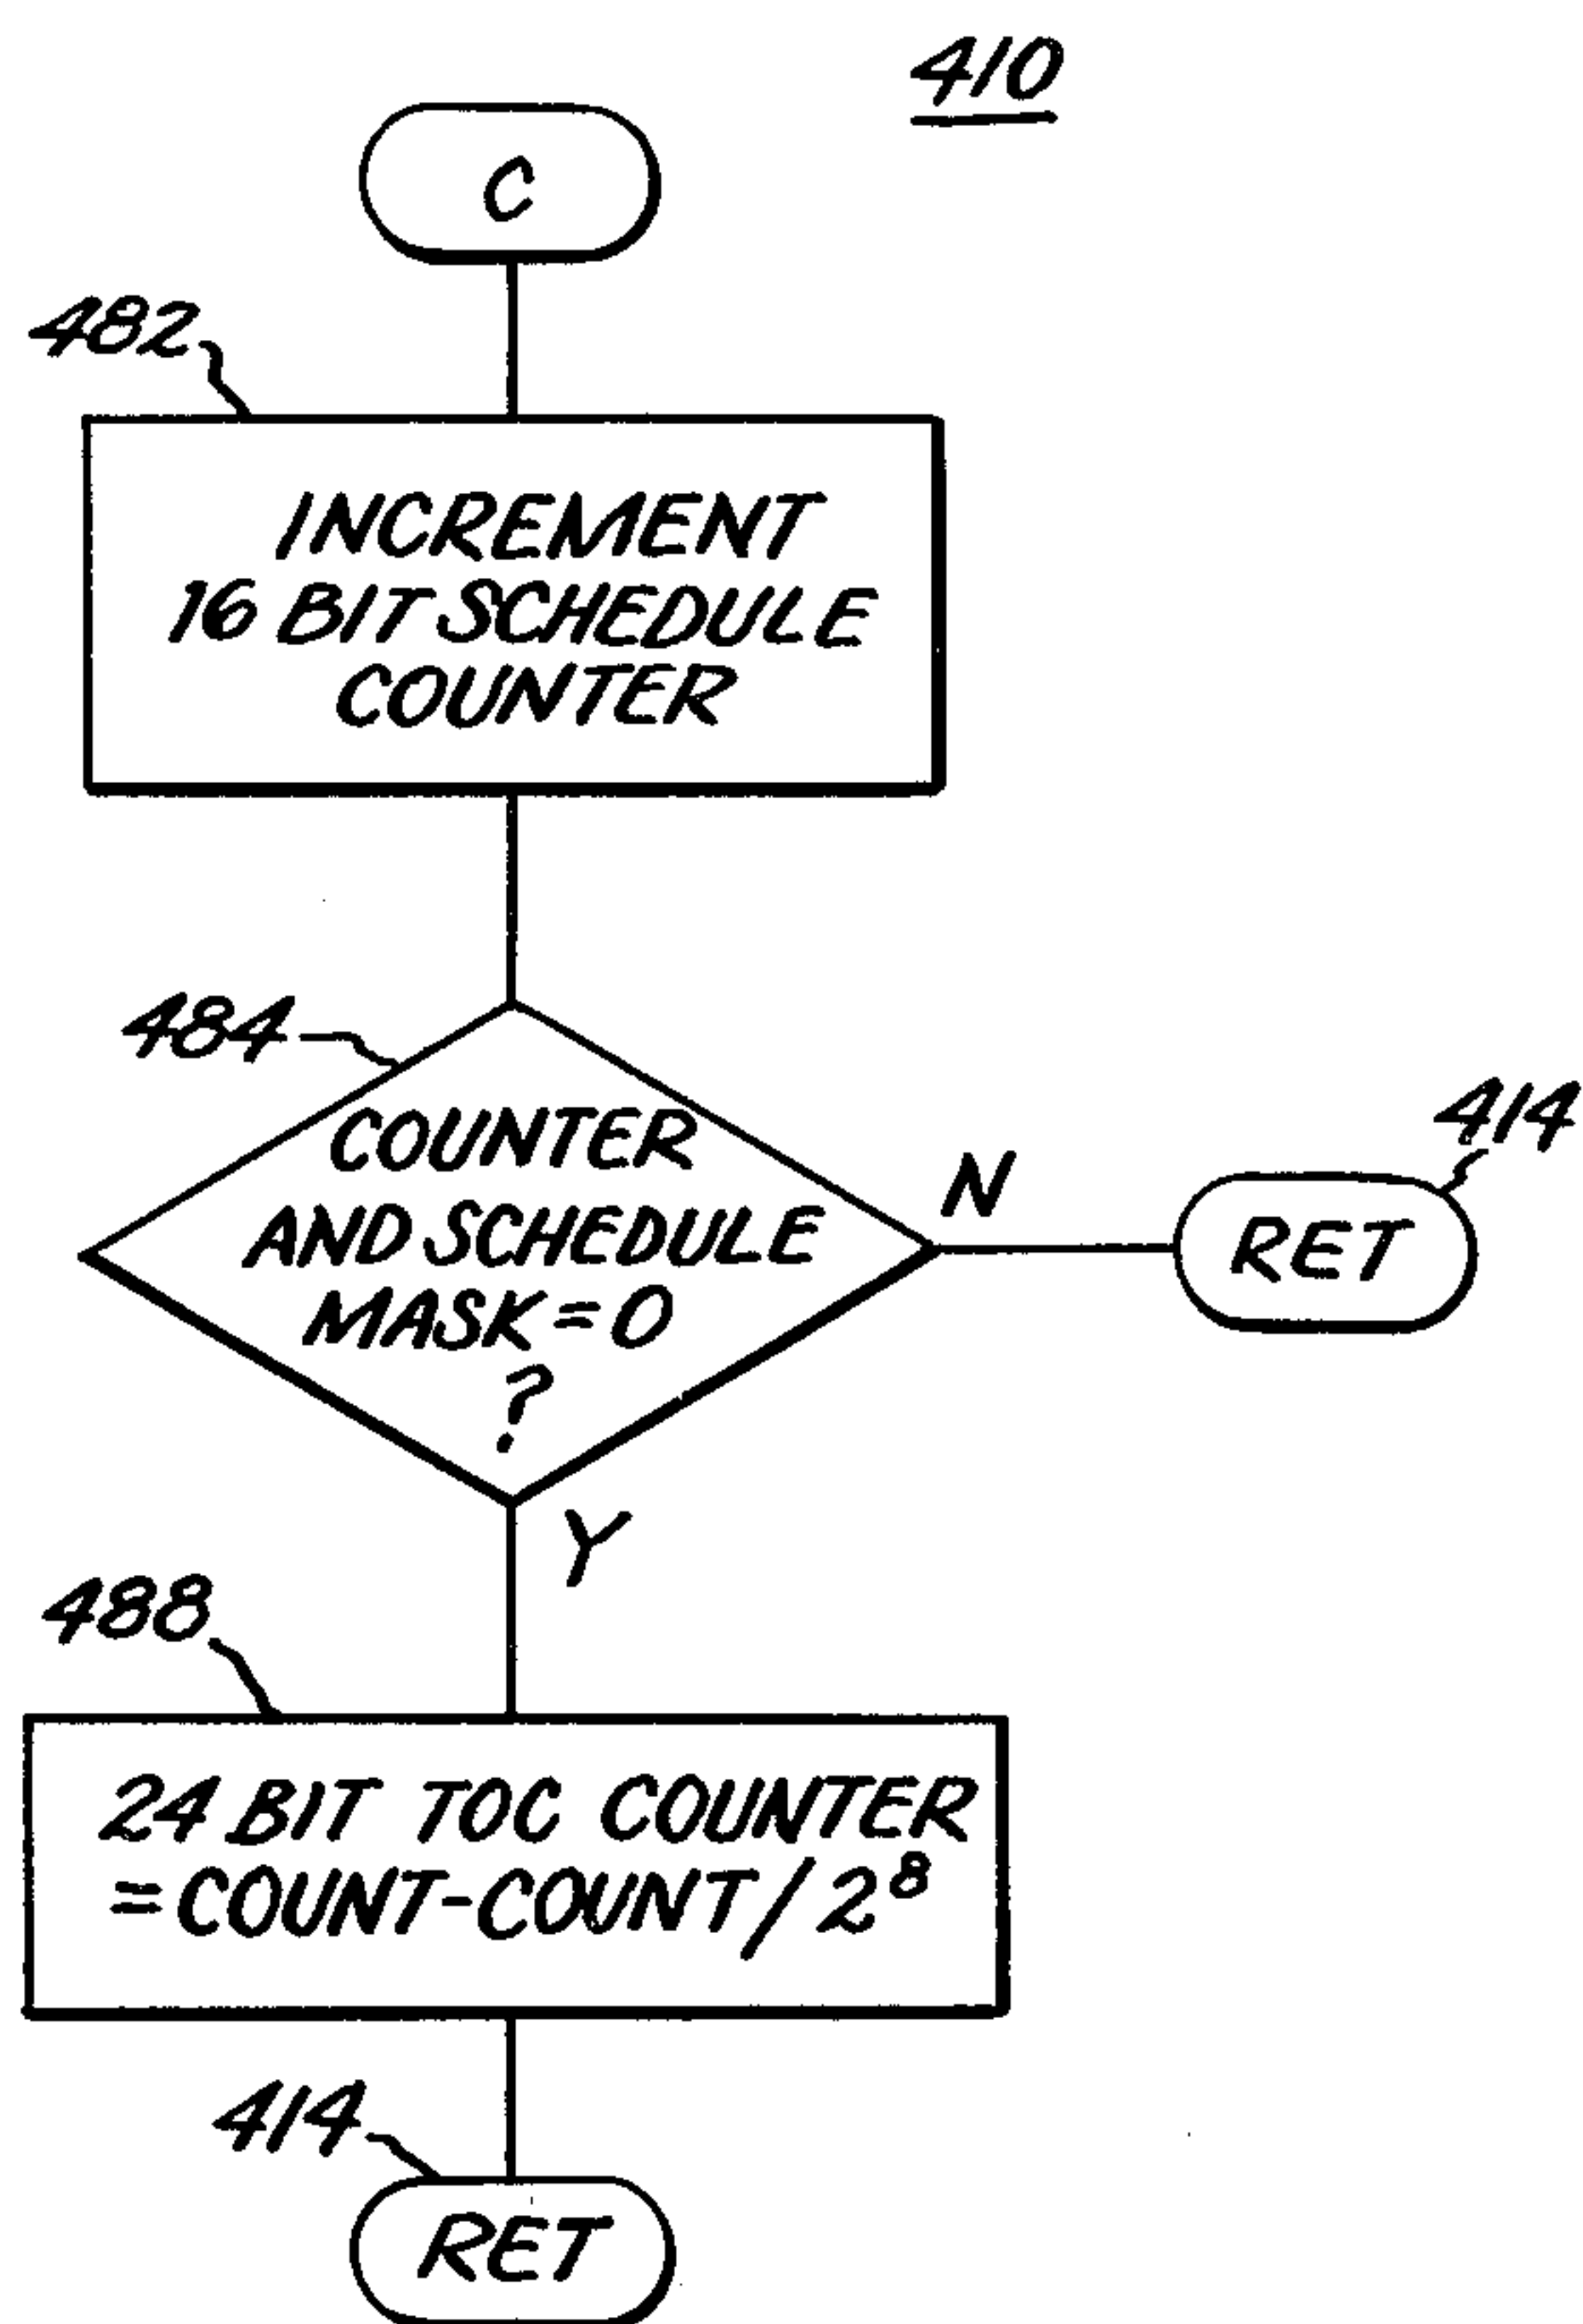 410
C
482
INCREMENT
16 BIT SCHEDULE
COUNTER
484
COUNTER
AND SCHEDULE
MASK=0
?
N
414
RET
Y
488
24 BIT TOC COUNTER
=COUNT-COUNT/2⁸
414
RET